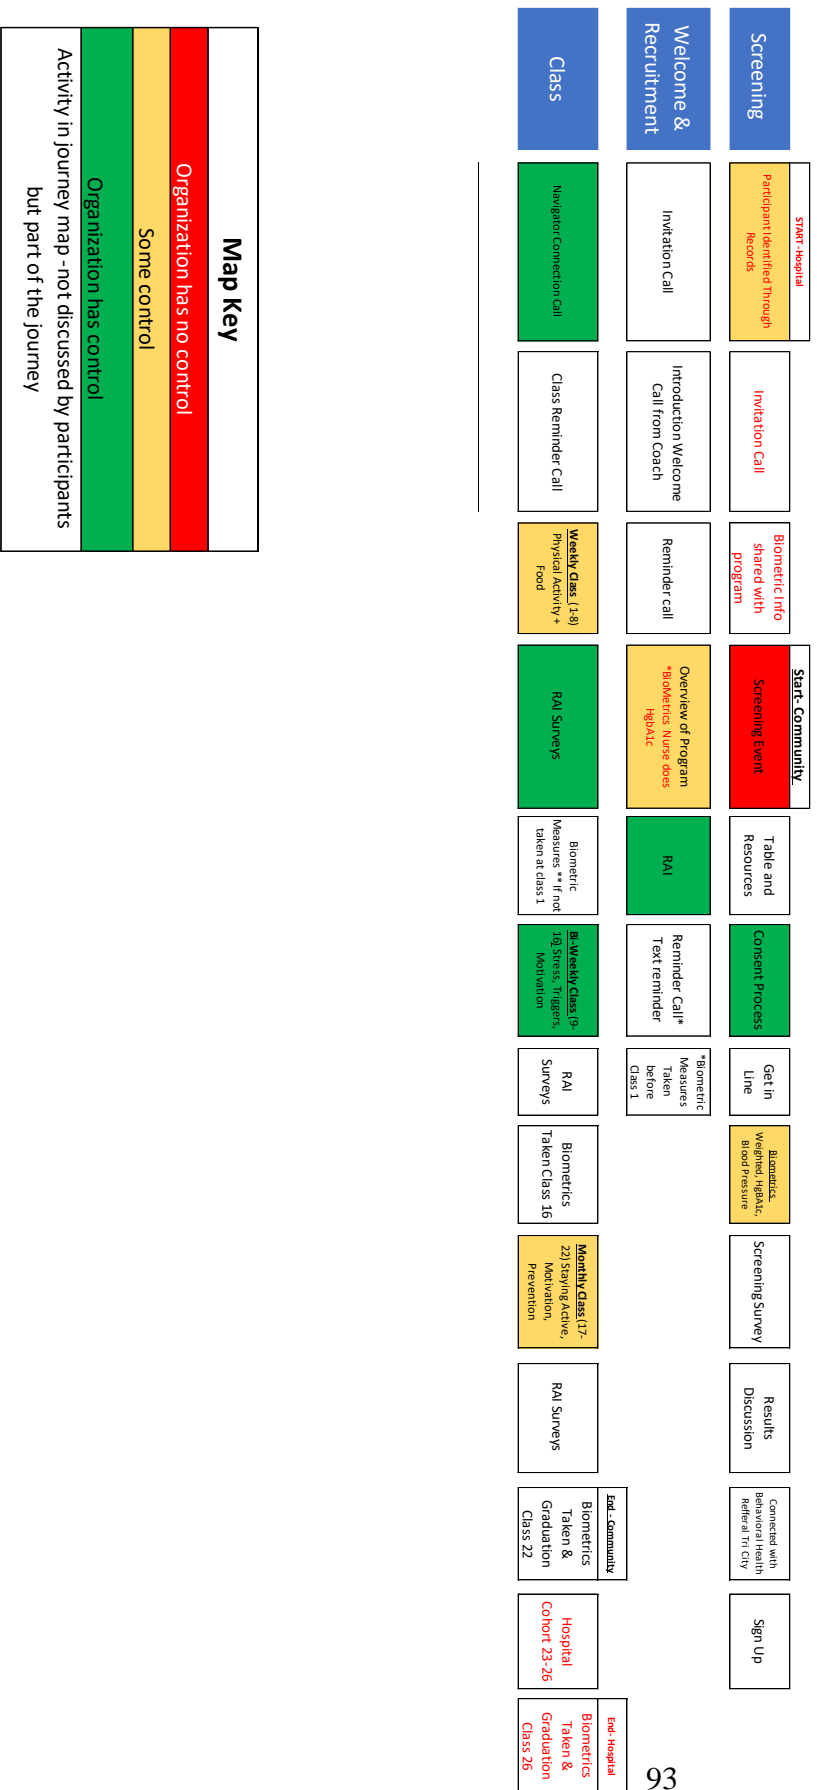 START -Hospital
Start- Community
Screening
Participant Identified Through
Records
Invitation Call
Biometric Info
shared with
program
Screening Event
Table and
Resources
Consent Process
Get in
Line
Biometrics
Weighted, HgBA1c,
Blood Pressure
Screening Survey
Results
Discussion
Connected with
Behavioral Health
Refferal Tri City
Sign Up
Welcome &
Recruitment
Invitation Call
Introduction Welcome
Call from Coach
Reminder call
Overview of Program
*BioMetrics Nurse does
HgbA1c
RAI
Reminder Call*
Text reminder
*Biometric
Measures
Taken
before
Class 1
End - Community
End- Hospital
Class
Navigator Connection Call
Class Reminder Call
Weekly Class (1-8)
Physical Activity +
Food
RAI Surveys
Biometric
Measures ** If not
taken at class 1
Bi-Weekly Class (9-
16) Stress, Triggers,
Motivation
RAI
Surveys
Biometrics
Taken Class 16
Monthly Class (17-
22) Staying Active,
Motivation,
Prevention
RAI Surveys
Biometrics
Taken &
Graduation
Class 22
Hospital
Cohort 23-26
Biometrics
Taken &
Graduation
Class 26
Map Key
Organization has no control
Some control
Organization has control
Activity in journey map -not discussed by participants
but part of the journey
93